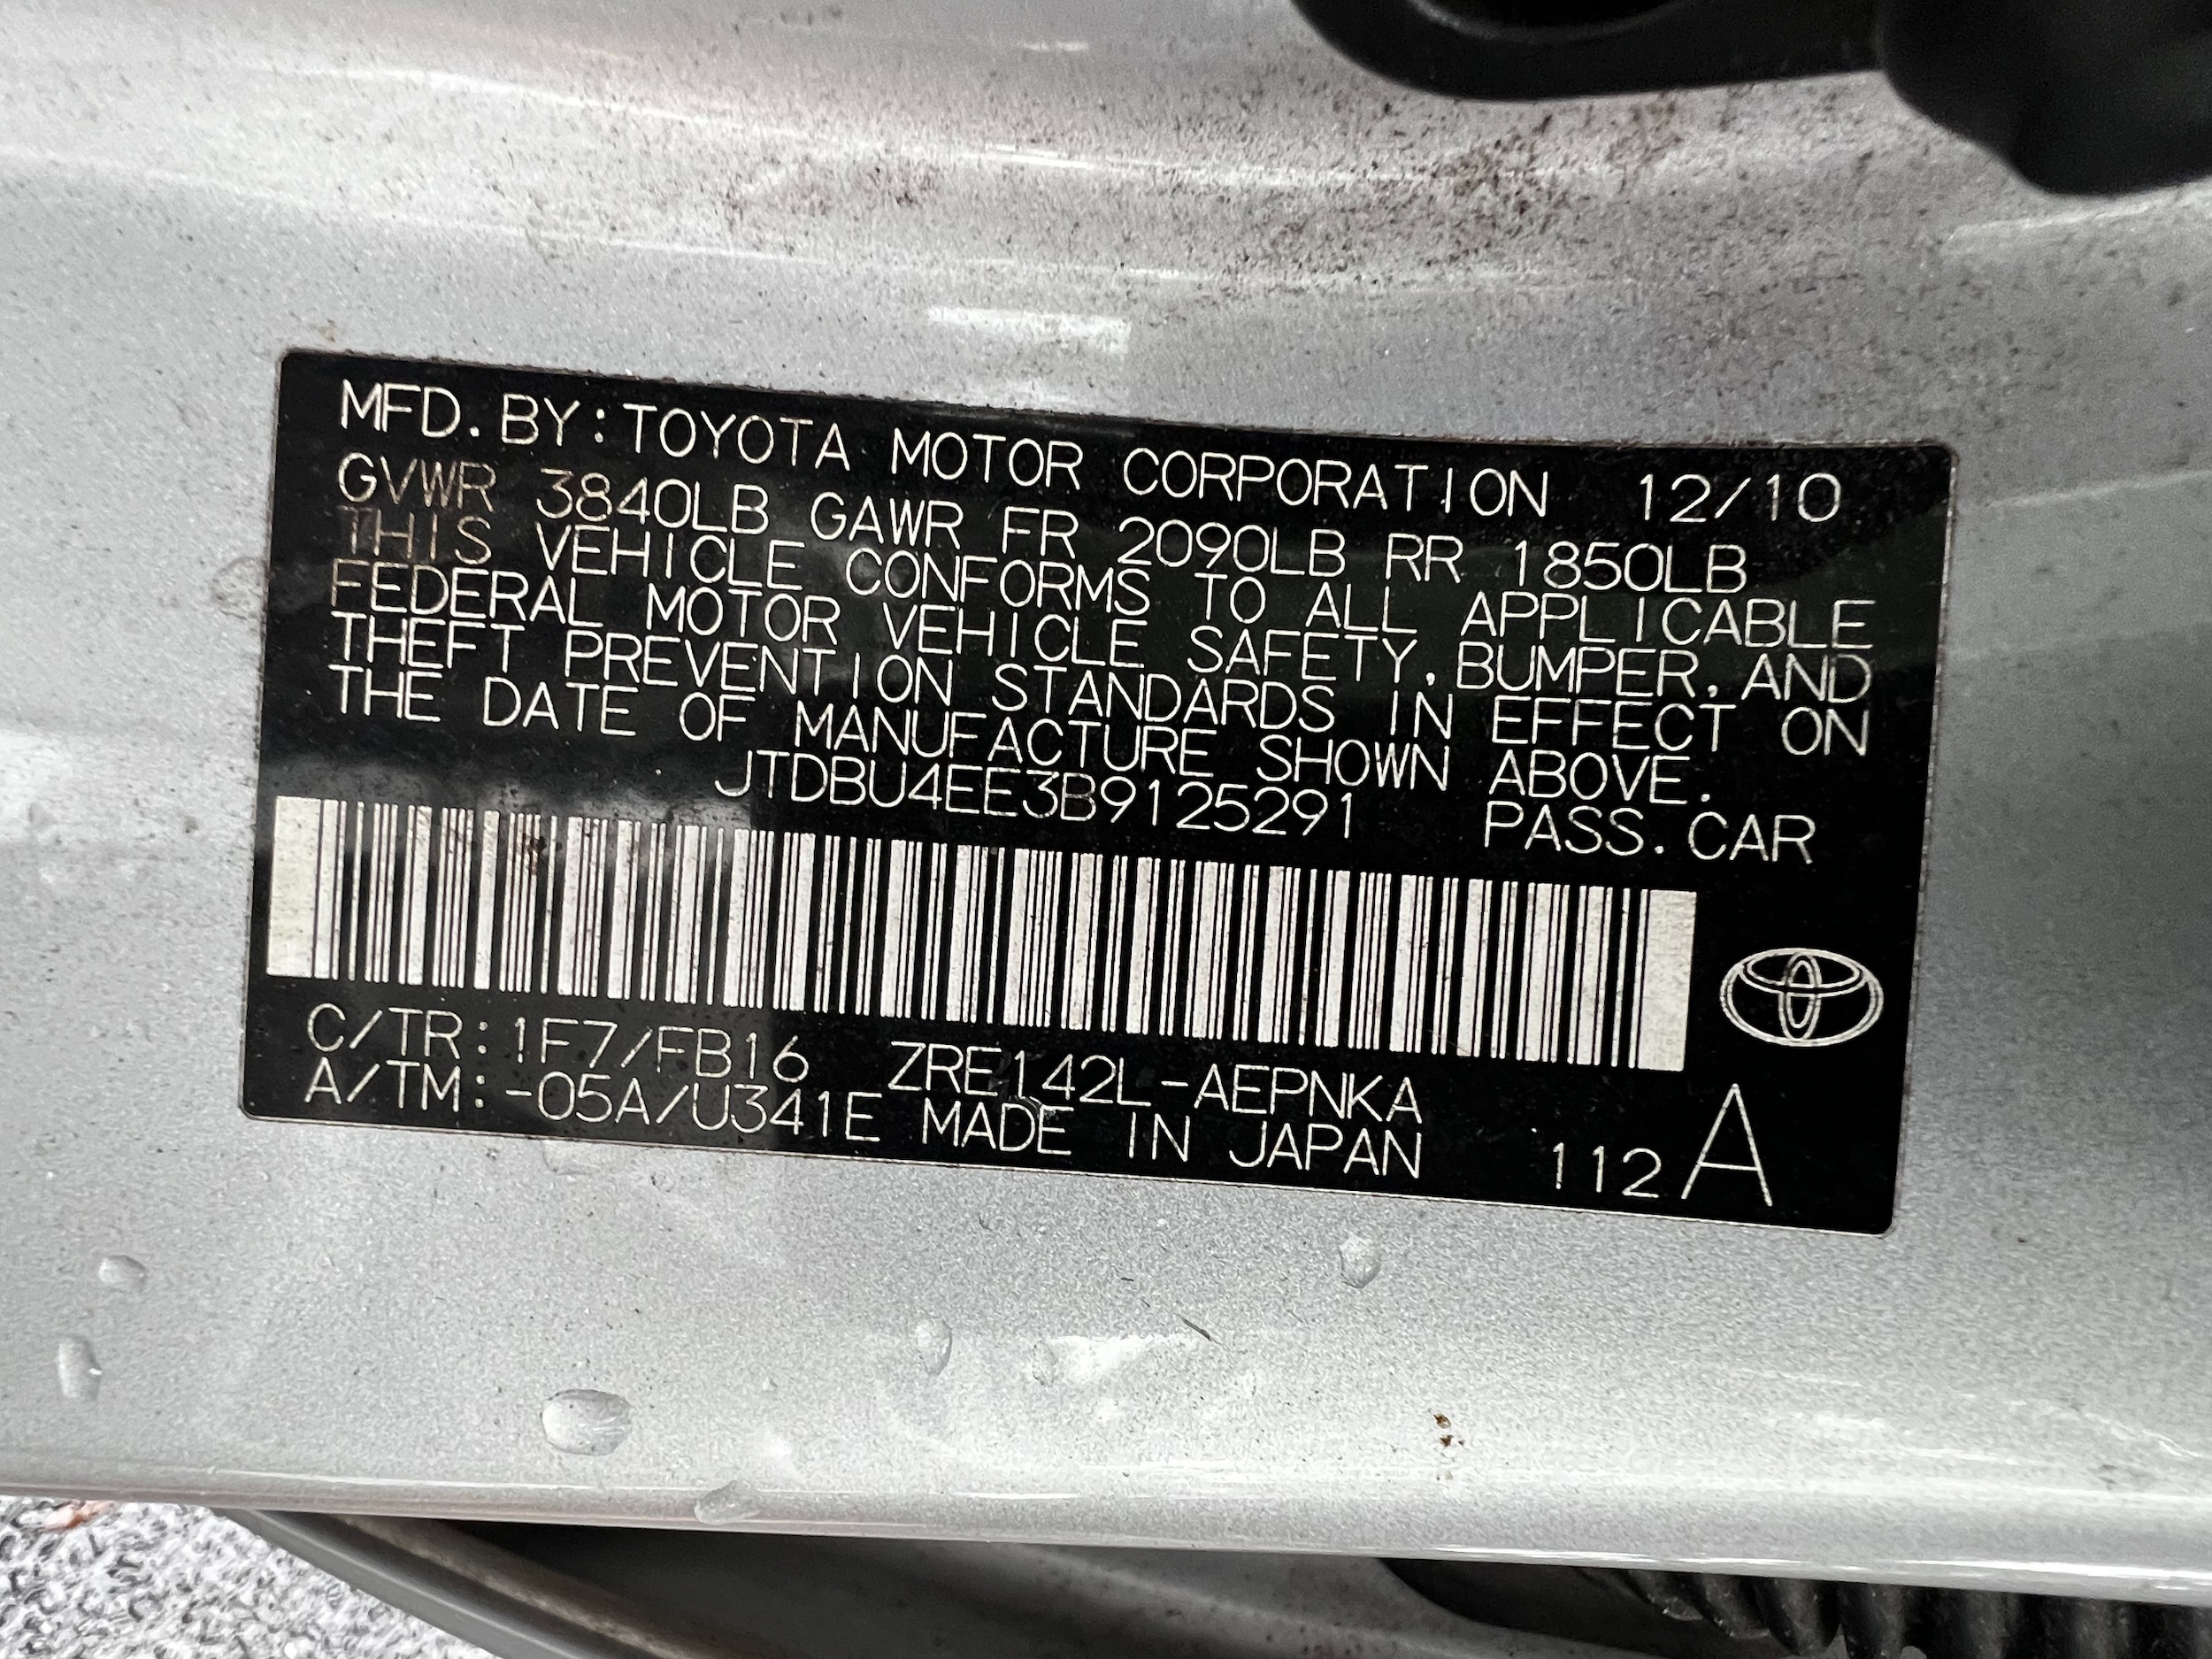 MFD. BY: TOYOTA MOTOR CORPORATION 12/10
GVWR 3840LB GAWR FR 2090LB RR 1850LB
THIS VEHICLE CONFORMS TO ALL APPLICABLE
FEDERAL MOTOR VEHICLE SAFETY, BUMPER, AND
THEFT PREVENTION STANDARDS IN EFFECT ON
THE DATE OF MANUFACTURE SHOWN ABOVE.
JTDBU4EE3B9125291 PASS. CAR
C/TR: 1F7/FB16 ZRE142L-AEPNKA
A/TM: -05A/U341E MADE IN JAPAN 112 A